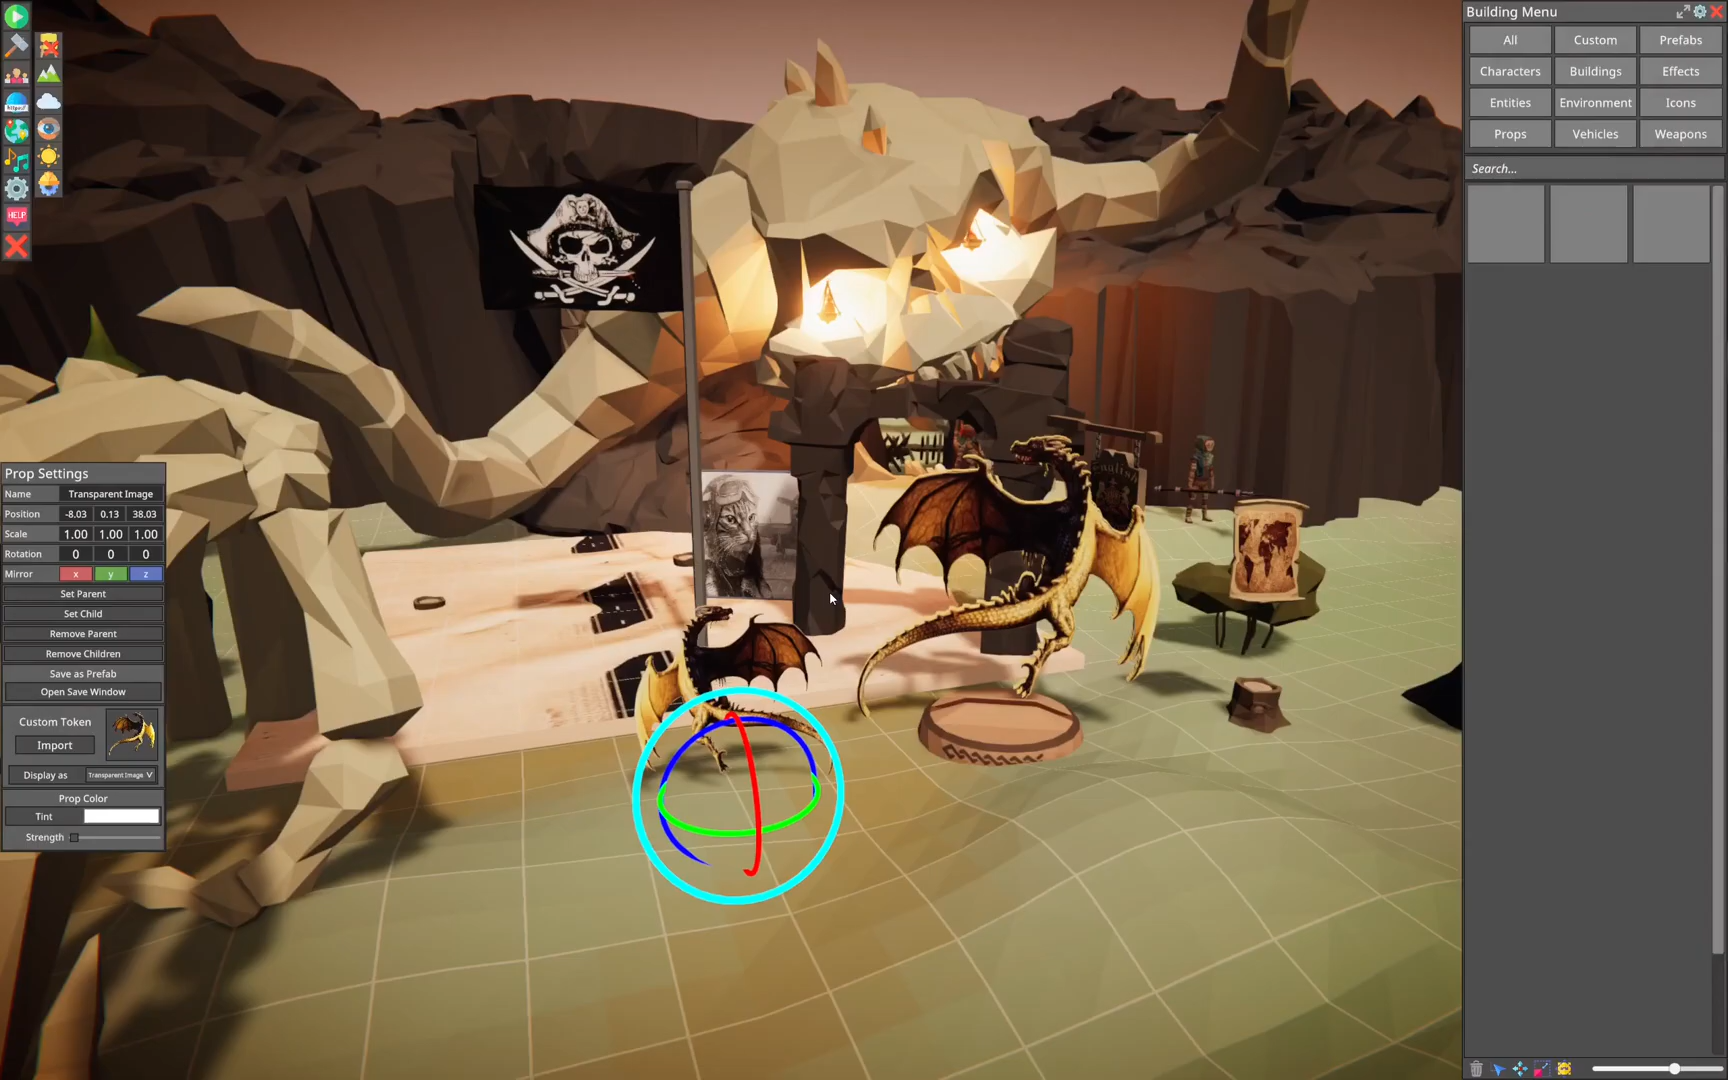 Building Menu
All Custom Prefabs
Characters Buildings Effects
Entities Environment Icons
Props Vehicles Weapons
Search...
https://
HELP
English
Prop Settings
Name Transparent Image
Position -8.03 0.13 38.03
Scale 1.00 1.00 1.00
Rotation 0 0 0
Mirror x y z
Set Parent
Set Child
Remove Parent
Remove Children
Save as Prefab
Open Save Window
Custom Token
Import
Display as Transparent Image
Prop Color
Tint
Strength